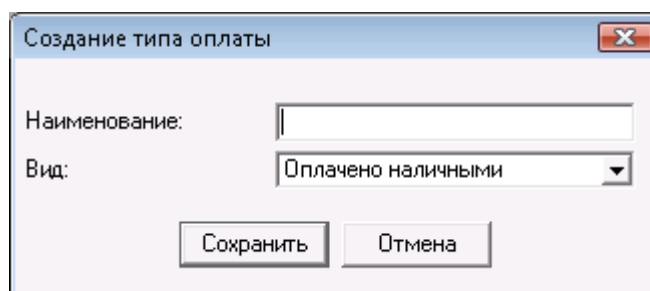 Создание типа оплаты
Наименование:
Вид: Оплачено наличными
Сохранить Отмена